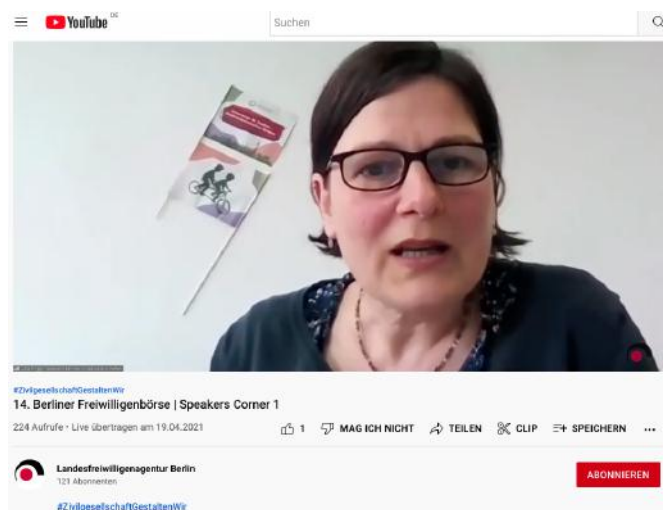 YouTube DE
Suchen
#ZivilgesellschaftGestaltenWir
14. Berliner Freiwilligenbörse | Speakers Corner 1
224 Aufrufe • Live übertragen am 19.04.2021
1 MAG ICH NICHT TEILEN CLIP SPEICHERN ...
Landesfreiwilligenagentur Berlin
121 Abonnenten
ABONNIEREN
#ZivilgesellschaftGestaltenWir